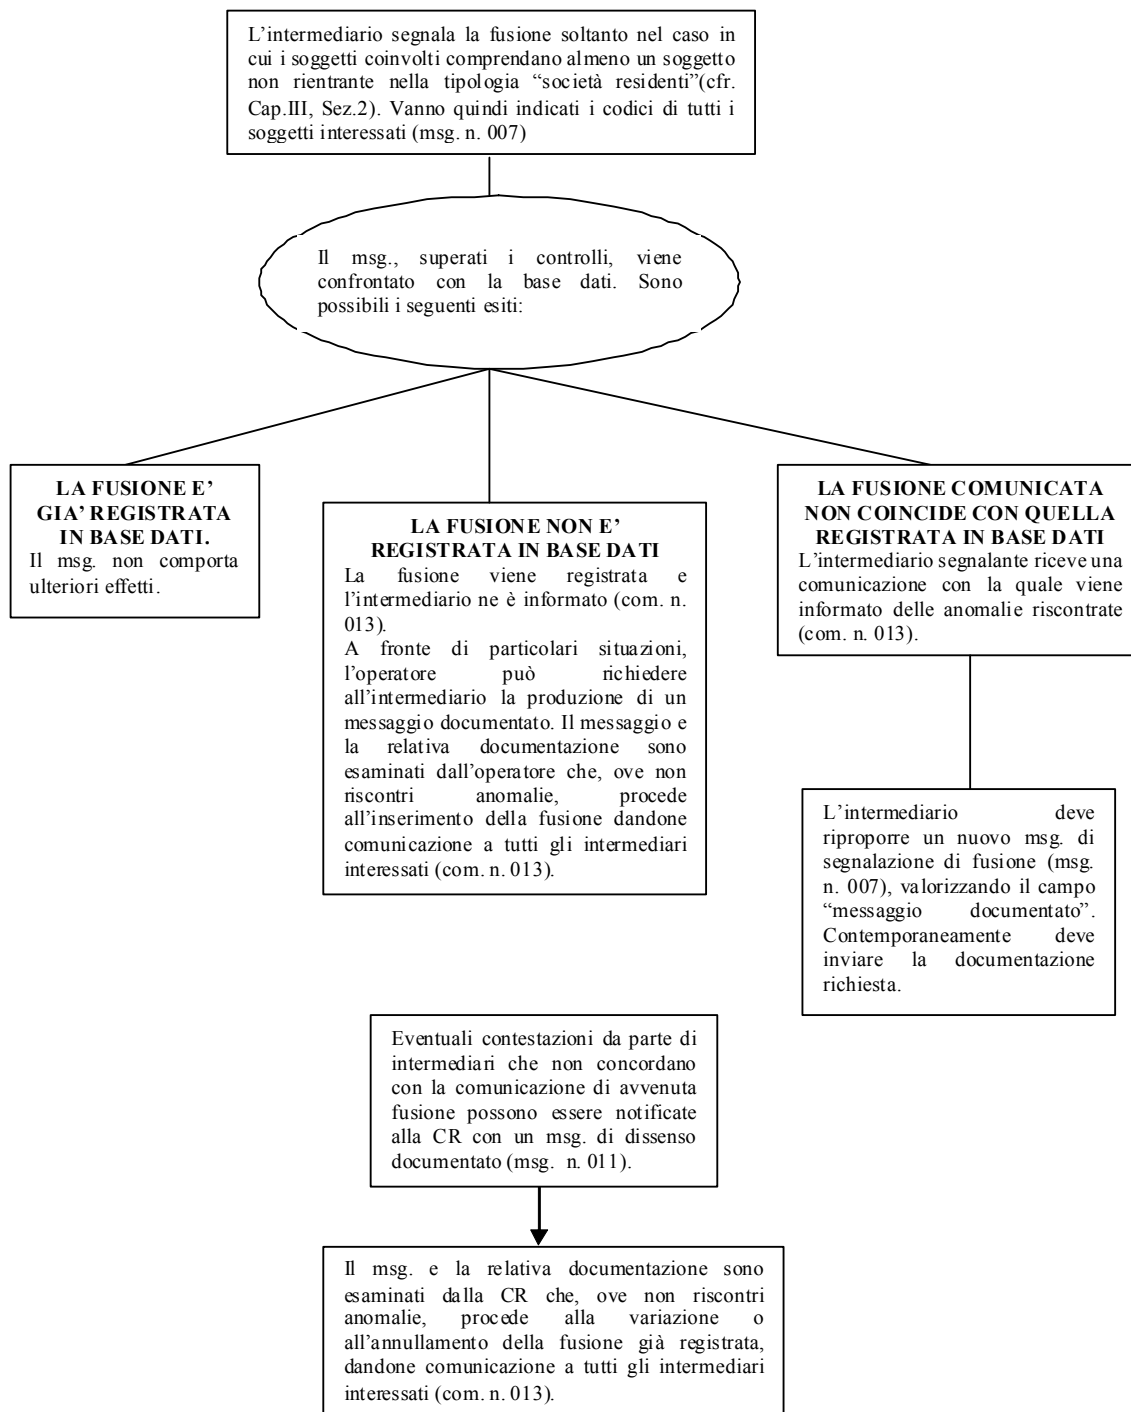 L'intermediario segnala la fusione soltanto nel caso in
cui i soggetti coinvolti comprendano almeno un soggetto
non rientrante nella tipologia “società residenti”(cfr.
Cap.III, Sez.2). Vanno quindi indicati i codici di tutti i
soggetti interessati (msg. n. 007)
Il msg., superati i controlli, viene
confrontato con la base dati. Sono
possibili i seguenti esiti:
LA FUSIONE E’
GIA’ REGISTRATA
IN BASE DATI.
Il msg. non comporta
ulteriori effetti.
LA FUSIONE NON E’
REGISTRATA IN BASE DATI
La fusione viene registrata e
l’intermediario ne è informato (com. n.
013).
A fronte di particolari situazioni,
l’operatore può richiedere
all’intermediario la produzione di un
messaggio documentato. Il messaggio e
la relativa documentazione sono
esaminati dall’operatore che, ove non
riscontri anomalie, procede
all’inserimento della fusione dandone
comunicazione a tutti gli intermediari
interessati (com. n. 013).
LA FUSIONE COMUNICATA
NON COINCIDE CON QUELLA
REGISTRATA IN BASE DATI
L’intermediario segnalante riceve una
comunicazione con la quale viene
informato delle anomalie riscontrate
(com. n. 013).
L’intermediario deve
riproporre un nuovo msg. di
segnalazione di fusione (msg.
n. 007), valorizzando il campo
“messaggio documentato”.
Contemporaneamente deve
inviare la documentazione
richiesta.
Eventuali contestazioni da parte di
intermediari che non concordano
con la comunicazione di avvenuta
fusione possono essere notificate
alla CR con un msg. di dissenso
documentato (msg. n. 011).
Il msg. e la relativa documentazione sono
esaminati dalla CR che, ove non riscontri
anomalie, procede alla variazione o
all’annullamento della fusione già registrata,
dandone comunicazione a tutti gli intermediari
interessati (com. n. 013).